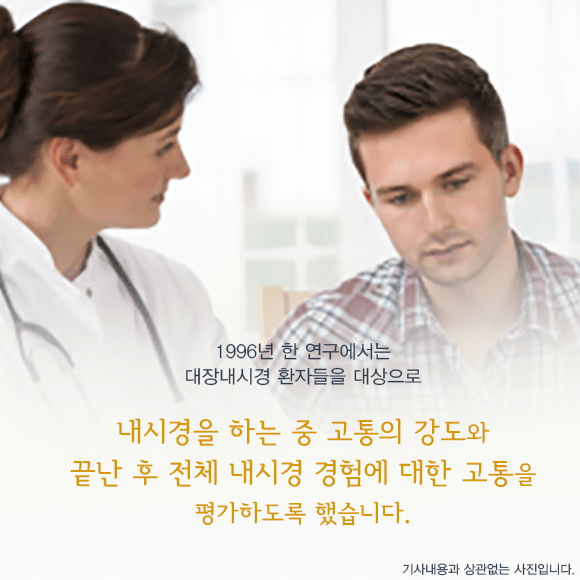 1996년 한 연구에서는
대장내시경 환자들을 대상으로
내시경을 하는 중 고통의 강도와
끝난 후 전체 내시경 경험에 대한 고통을
평가하도록 했습니다.
기사내용과 상관없는 사진입니다.